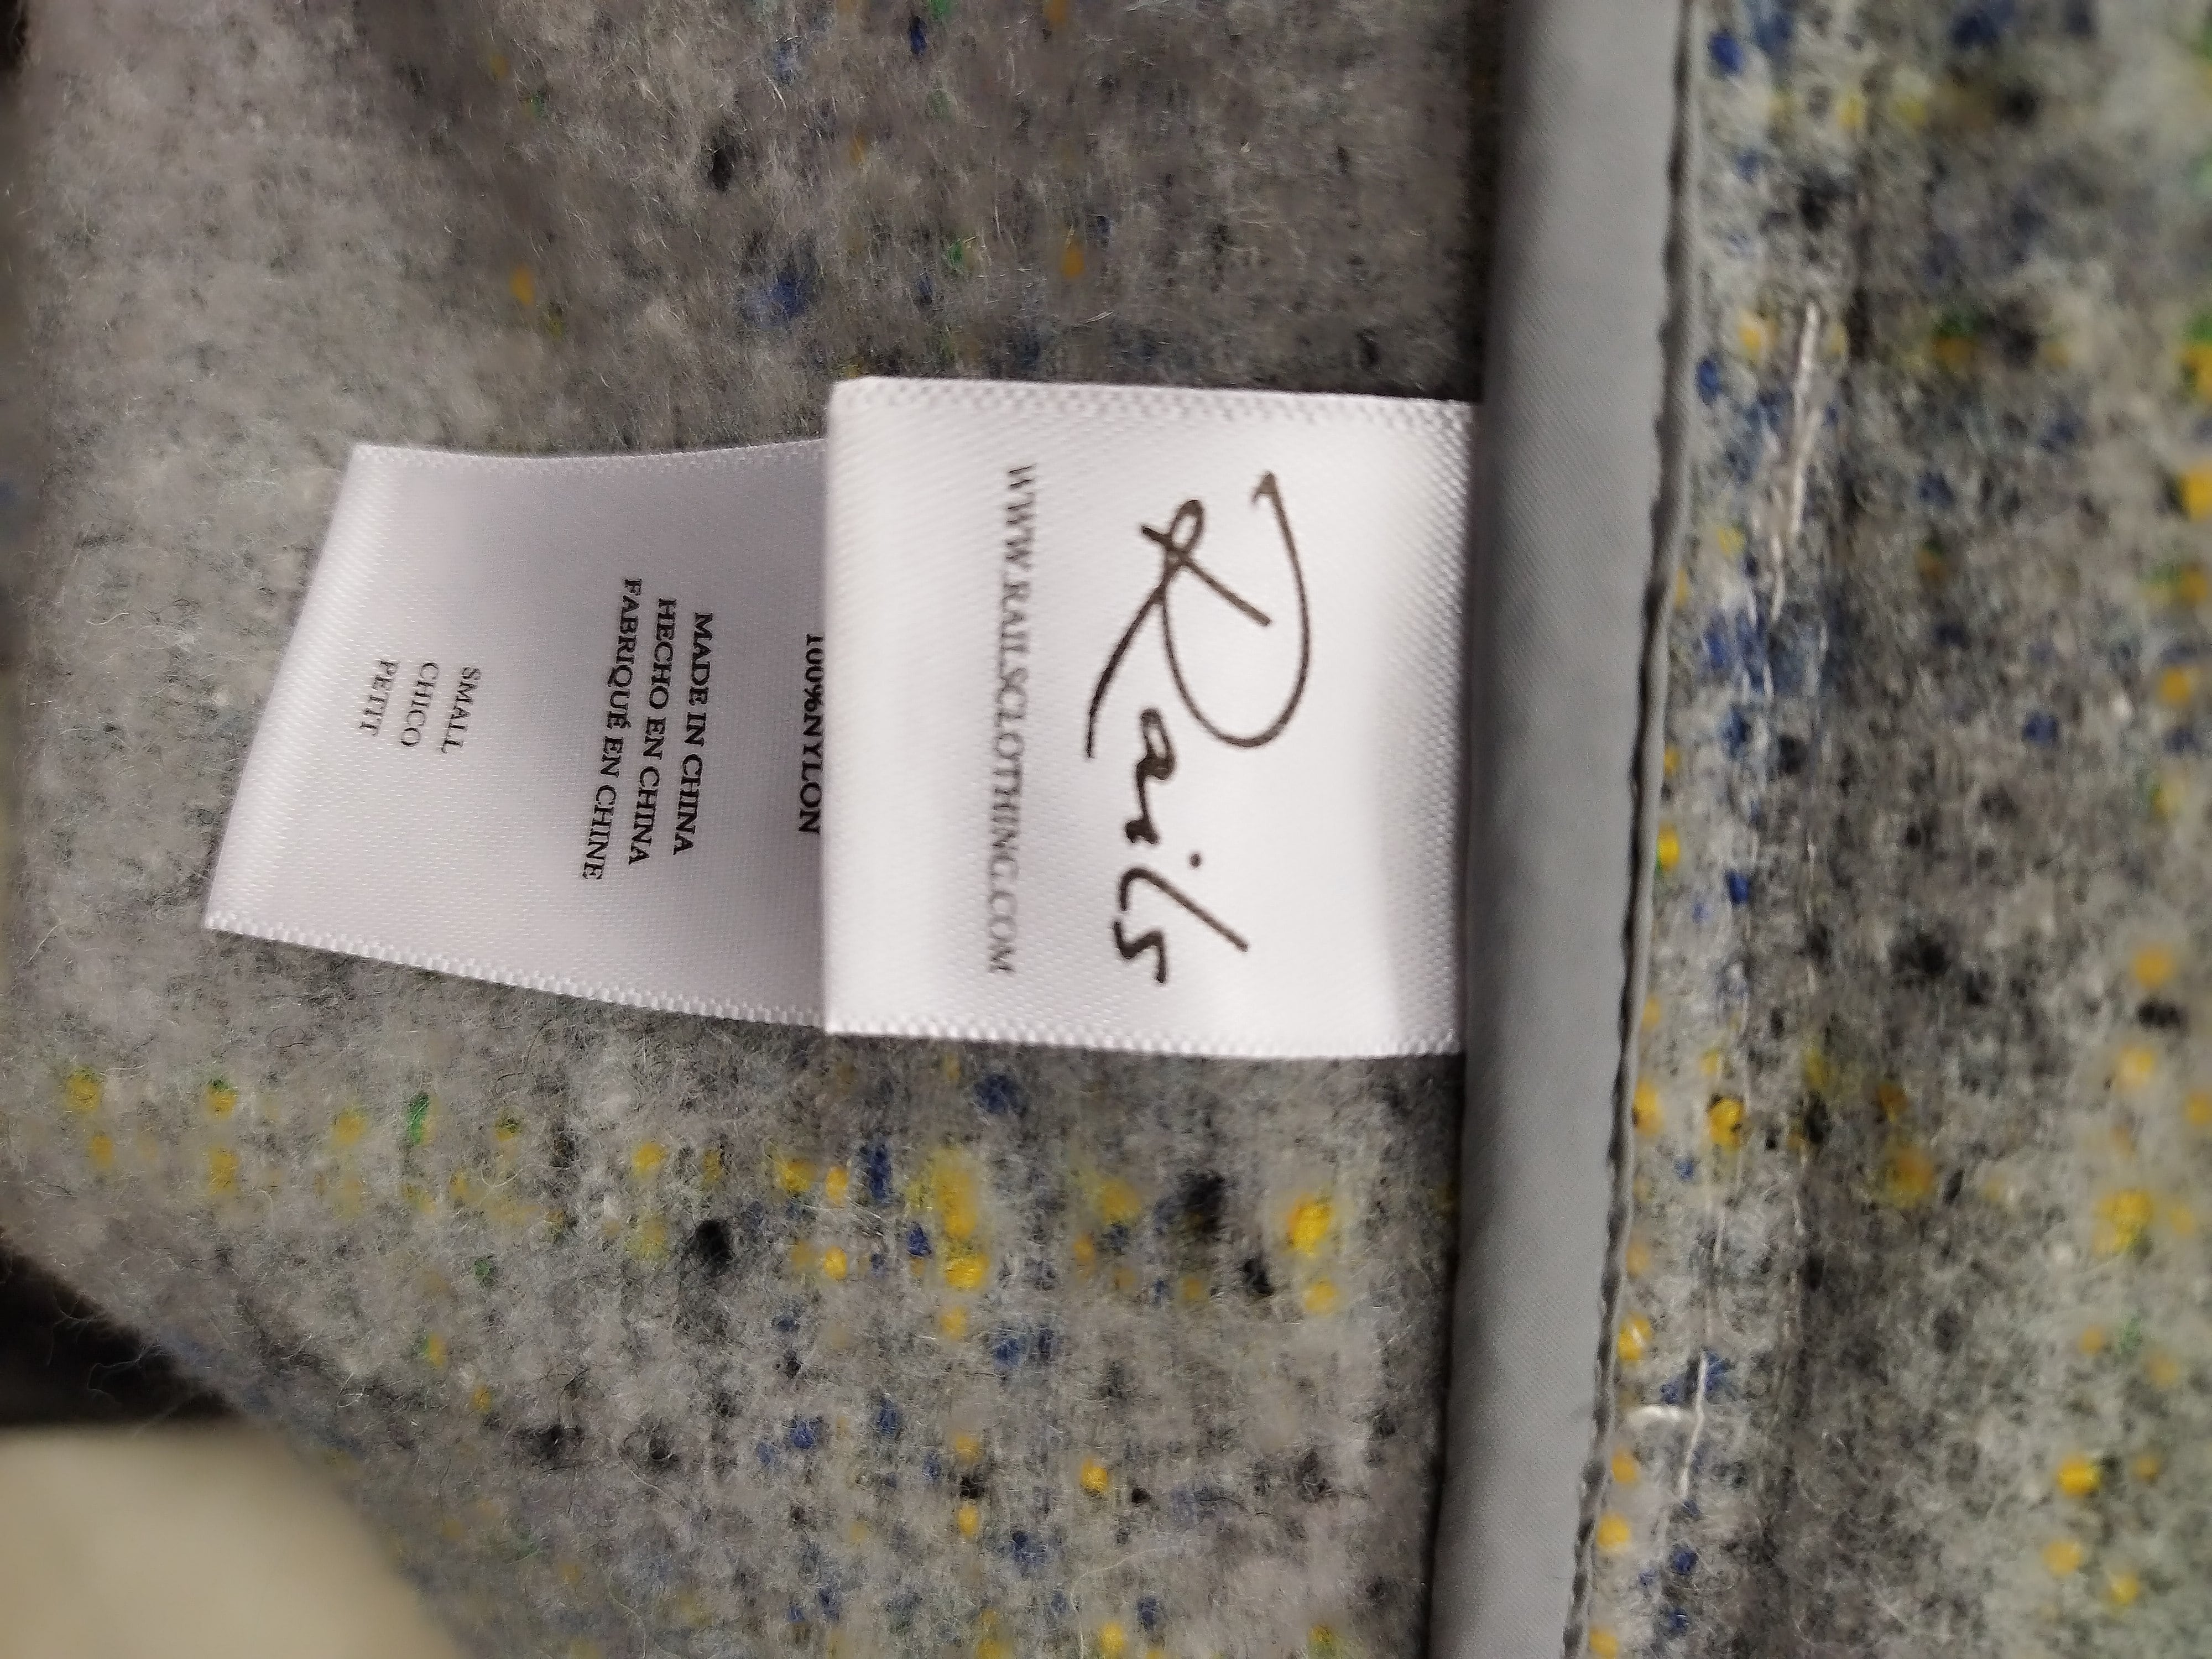 Rails
WWW.RAILSCLOTHING.COM
100%NYLON
MADE IN CHINA
HECHO EN CHINA
FABRIQUÉ EN CHINE
SMALL
CHICO
PETIT